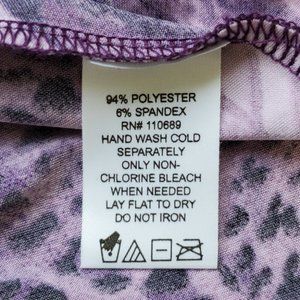 94% POLYESTER
6% SPANDEX
RN# 110689
HAND WASH COLD
SEPARATELY
ONLY NON-
CHLORINE BLEACH
WHEN NEEDED
LAY FLAT TO DRY
DO NOT IRON